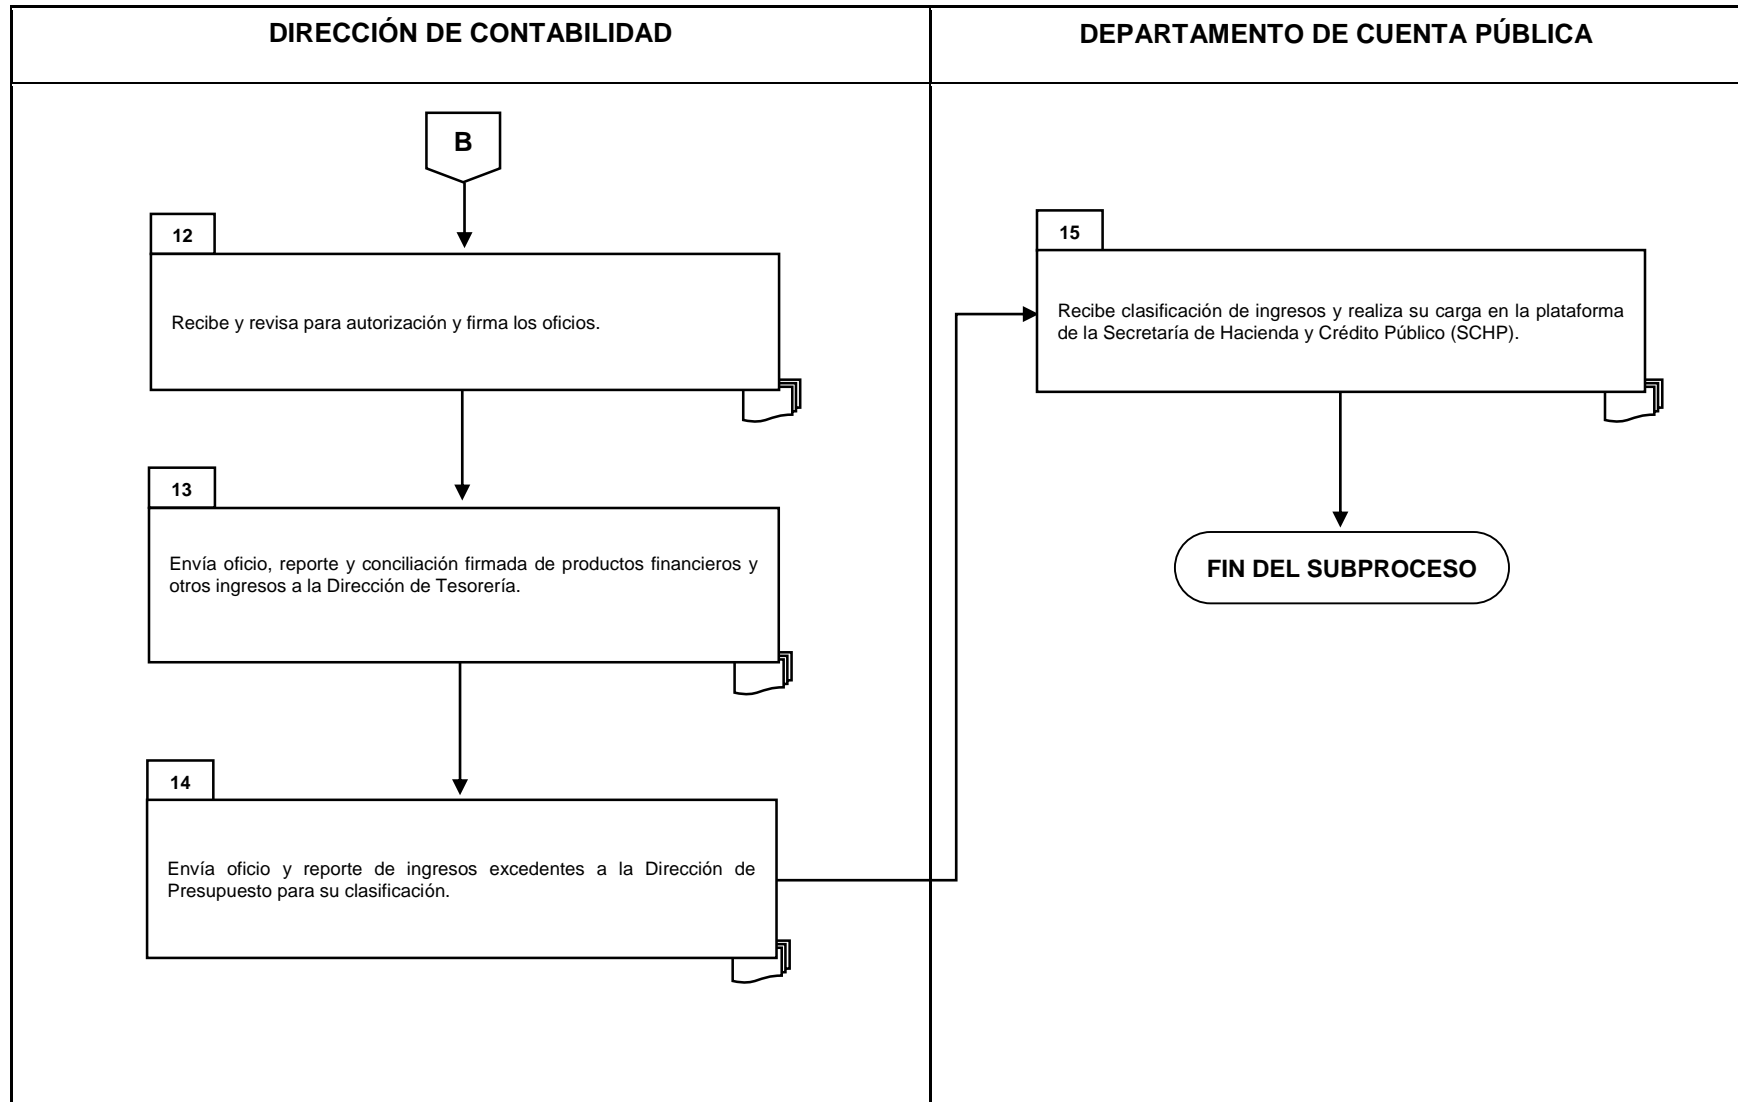 DIRECCIÓN DE CONTABILIDAD
DEPARTAMENTO DE CUENTA PÚBLICA
B
12
Recibe y revisa para autorización y firma los oficios.
13
Envía oficio, reporte y conciliación firmada de productos financieros y
otros ingresos a la Dirección de Tesorería.
14
Envía oficio y reporte de ingresos excedentes a la Dirección de
Presupuesto para su clasificación.
15
Recibe clasificación de ingresos y realiza su carga en la plataforma
de la Secretaría de Hacienda y Crédito Público (SCHP).
FIN DEL SUBPROCESO